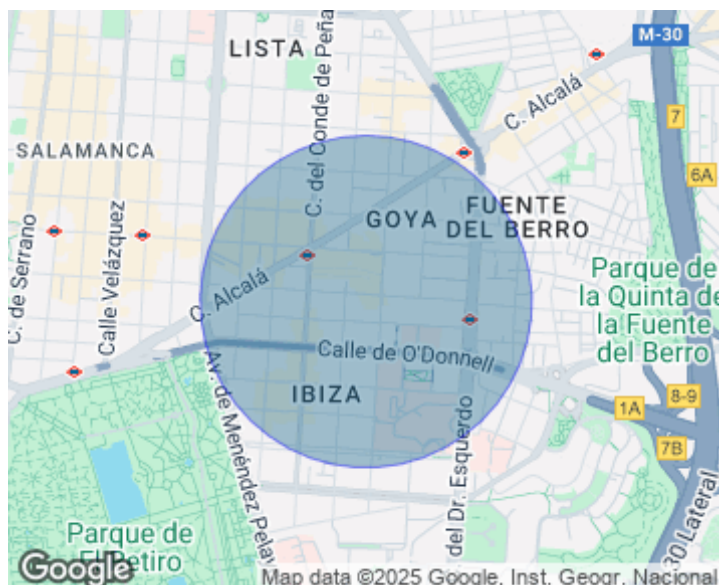 LISTA
M-30
C. del Conde de Peña
C. Alcalá
7
SALAMANCA
6A
GOYA
FUENTE
DEL BERRO
C. de Serrano
Calle Velázquez
C. Alcalá
Parque de
la Quinta de
la Fuente
del Berro
Calle de O'Donnell
IBIZA
Av. de Menéndez Pelay
del Dr. Esquerdo
8-9
1A
7B
30 Lateral
Parque de
El Retiro
Google
Map data ©2025 Google, Inst. Geogr. Nacional